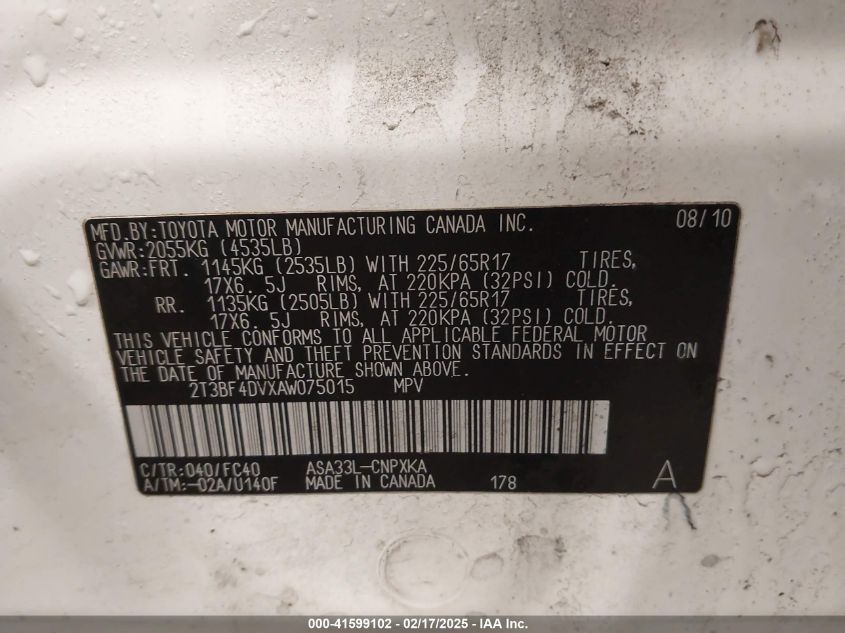 MFD.BY:TOYOTA MOTOR MANUFACTURING CANADA INC. 08/10
GVWR:2055KG (4535LB)
GAWR:FRT. 1145KG (2535LB) WITH 225/65R17 TIRES,
17X6. 5J RIMS, AT 220KPA (32PSI) COLD.
RR. 1135KG (2505LB) WITH 225/65R17 TIRES,
17X6. 5J RIMS, AT 220KPA (32PSI) COLD.
THIS VEHICLE CONFORMS TO ALL APPLICABLE FEDERAL MOTOR
VEHICLE SAFETY AND THEFT PREVENTION STANDARDS IN EFFECT ON
THE DATE OF MANUFACTURE SHOWN ABOVE.
2T3BF4DVXAW075015 MPV
C/TR:040/FC40 ASA33L-CNPXKA
A/TM:-02A/U140F MADE IN CANADA 178 A
000-41599102 - 02/17/2025 - IAA Inc.